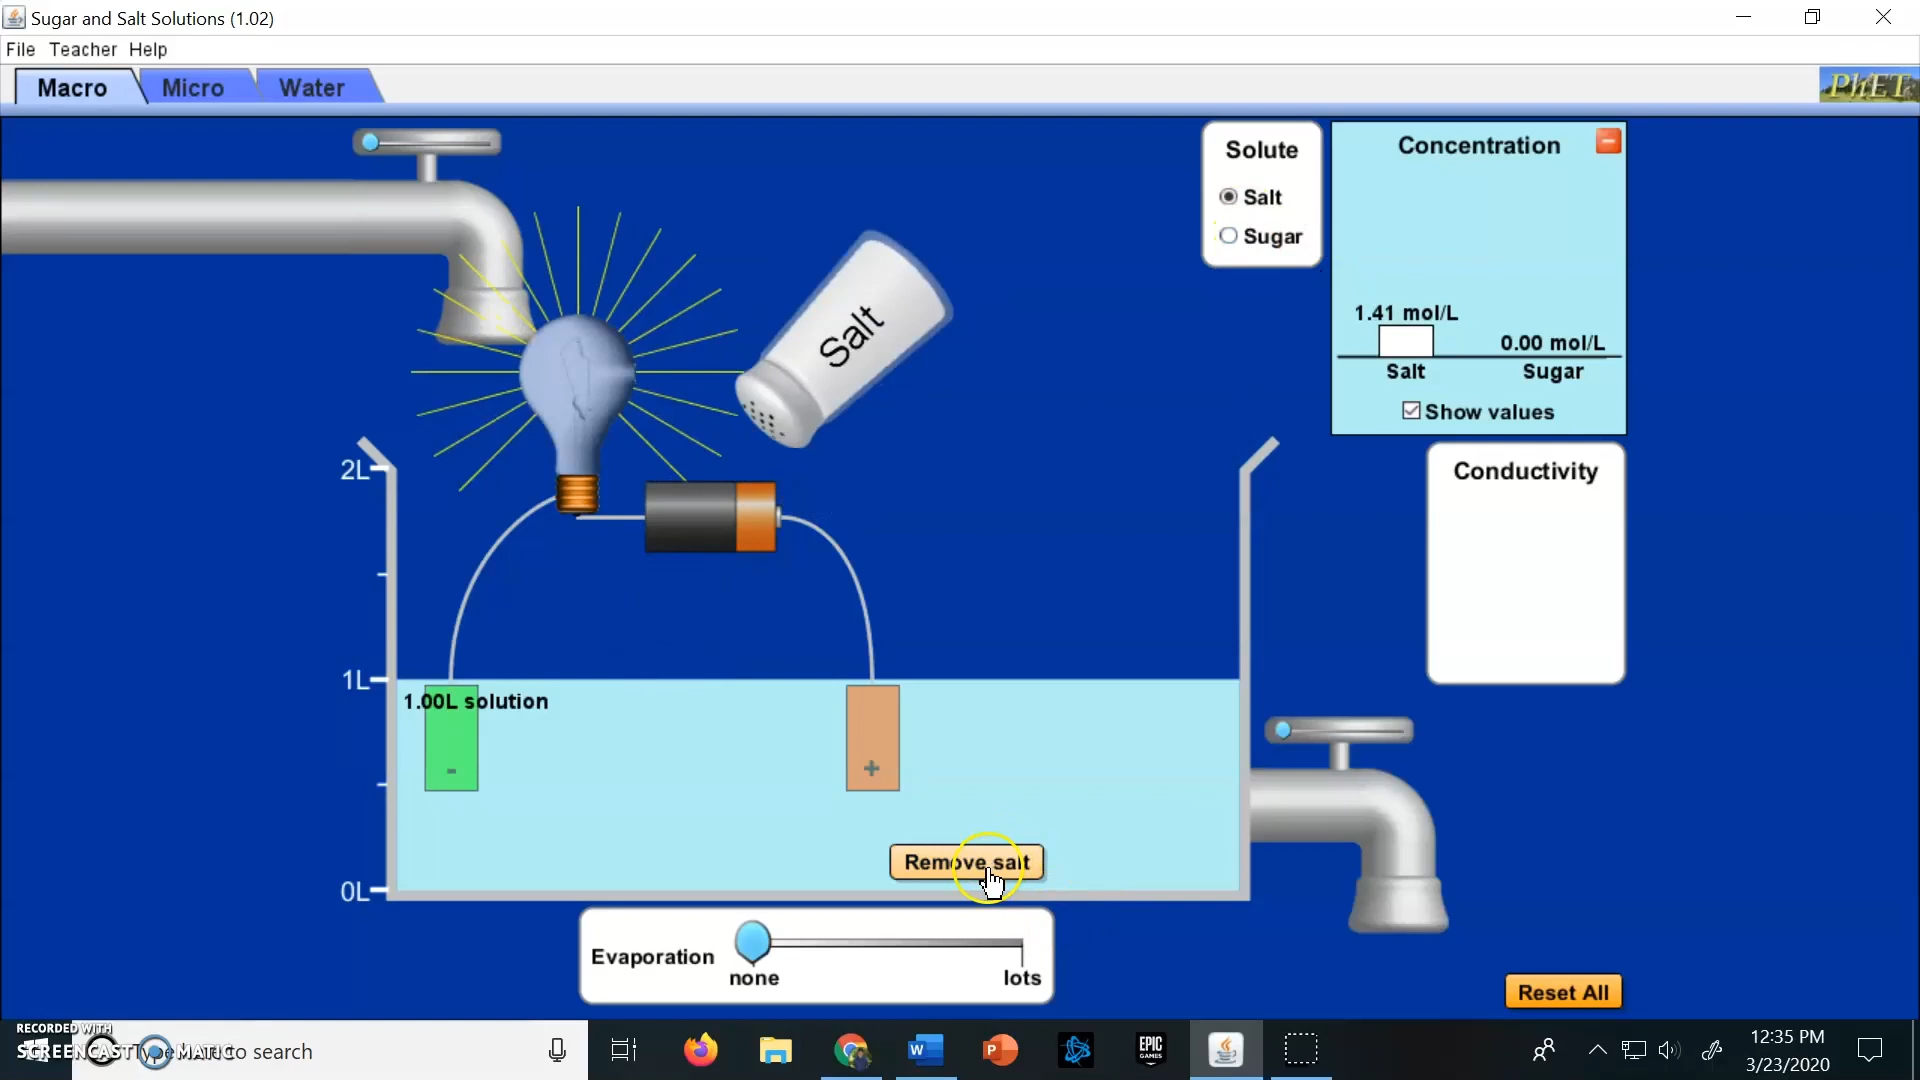 Sugar and Salt Solutions (1.02)
File Teacher Help
Macro Micro Water
PhET
Solute
Salt
Sugar
Concentration
1.41 mol/L
0.00 mol/L
Salt Sugar
Show values
Salt
Conductivity
2L
1L
1.00L solution
-
+
Remove salt
0L
Evaporation
none lots
Reset All
RECORDED WITH
SCREENCAST MATIC
to search
W
P
EPIC
GAMES
12:35 PM
3/23/2020